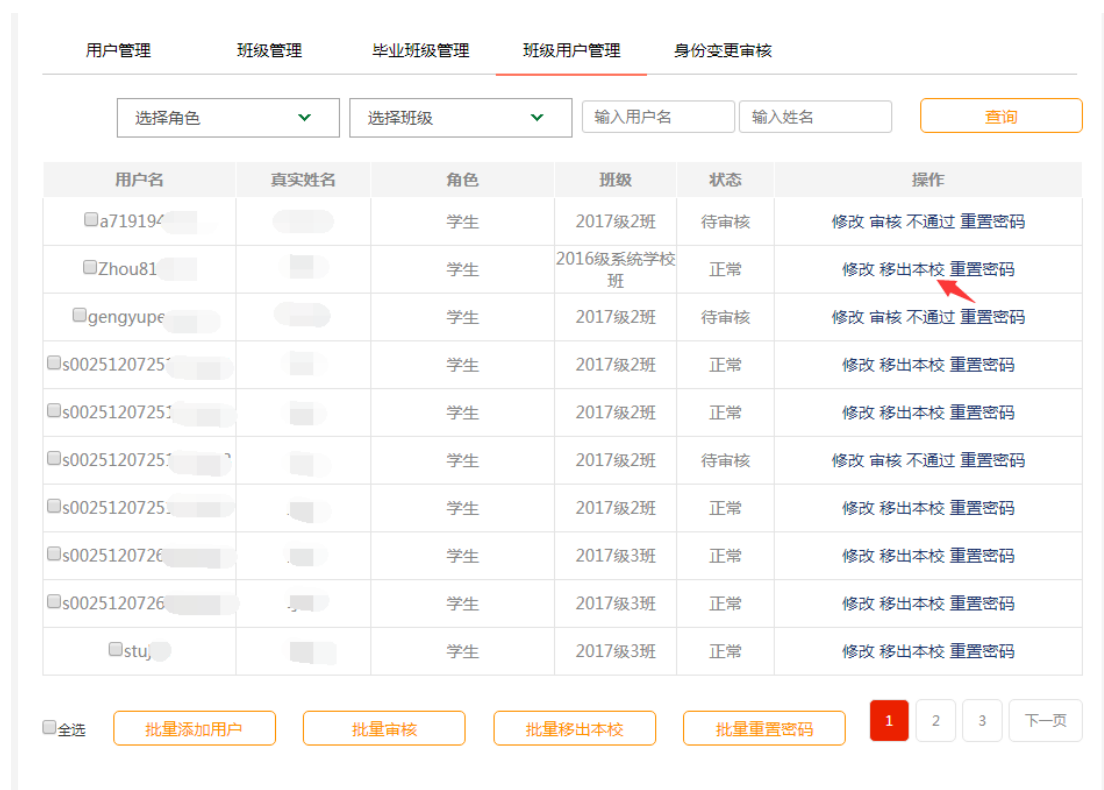 用户管理 班级管理 毕业班级管理 班级用户管理 身份变更审核
选择角色 选择班级 输入用户名 输入姓名 查询
用户名 真实姓名 角色 班级 状态 操作
a719194 学生 2017级2班 待审核 修改 审核 不通过 重置密码
Zhou81 学生 2016级系统学校班 正常 修改 移出本校 重置密码
gengyupe 学生 2017级2班 待审核 修改 审核 不通过 重置密码
s00251207251 学生 2017级2班 正常 修改 移出本校 重置密码
s00251207251 学生 2017级2班 正常 修改 移出本校 重置密码
s00251207251 学生 2017级2班 待审核 修改 审核 不通过 重置密码
s0025120725 学生 2017级2班 正常 修改 移出本校 重置密码
s0025120726 学生 2017级3班 正常 修改 移出本校 重置密码
s0025120726 学生 2017级3班 正常 修改 移出本校 重置密码
stuj 学生 2017级3班 正常 修改 移出本校 重置密码
全选 批量添加用户 批量审核 批量移出本校 批量重置密码 1 2 3 下一页